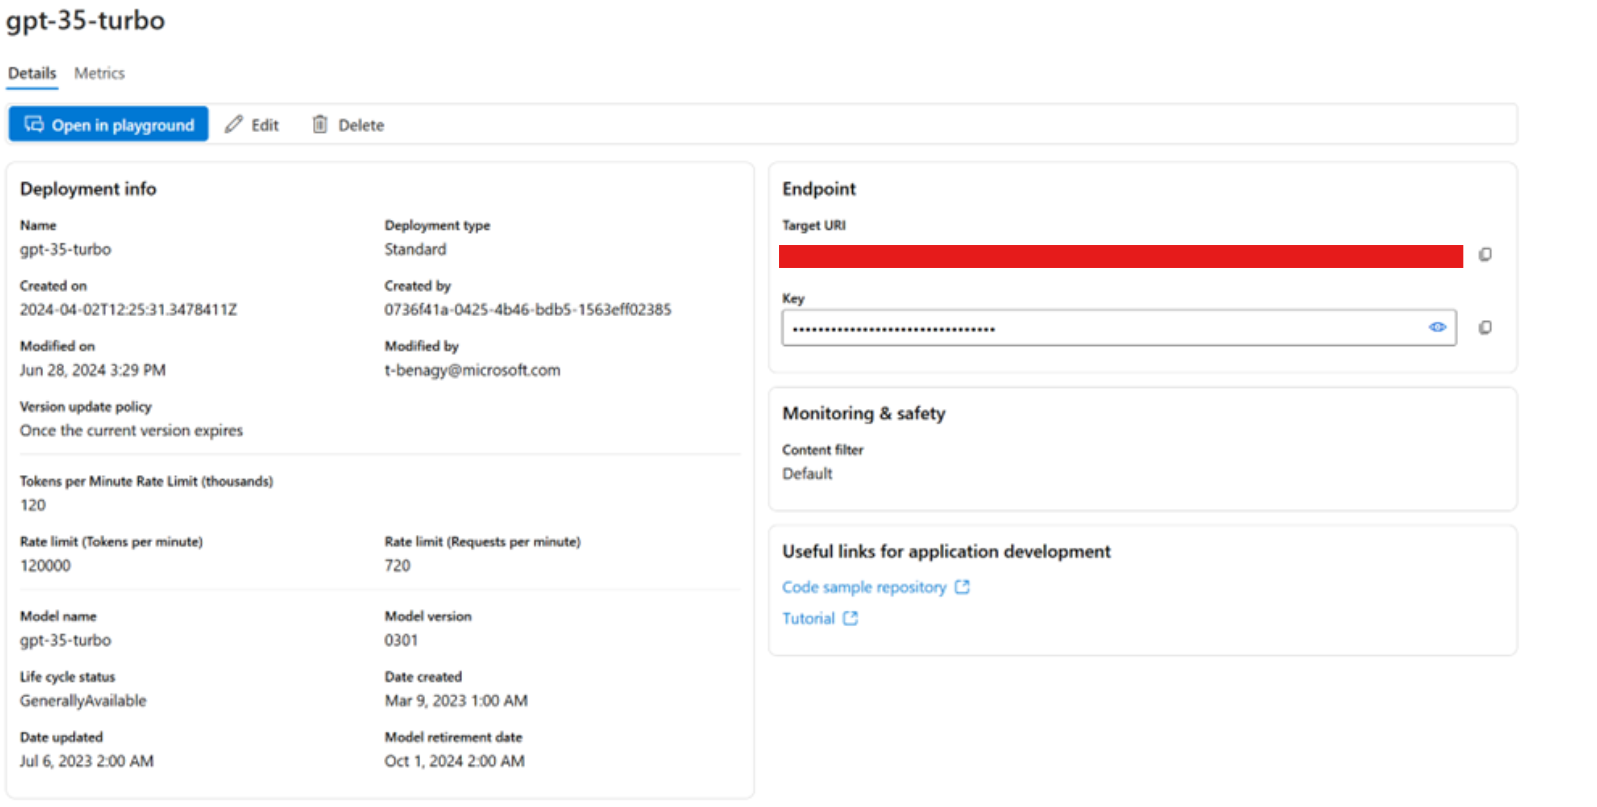 gpt-35-turbo
Details Metrics
Open in playground Edit Delete
Deployment info
Name Deployment type
gpt-35-turbo Standard
Created on Created by
2024-04-02T12:25:31.3478411Z 0736f41a-0425-4b46-bdb5-1563eff02385
Modified on Modified by
Jun 28, 2024 3:29 PM t-benagy@microsoft.com
Version update policy
Once the current version expires
Tokens per Minute Rate Limit (thousands)
120
Rate limit (Tokens per minute) Rate limit (Requests per minute)
120000 720
Model name Model version
gpt-35-turbo 0301
Life cycle status Date created
GenerallyAvailable Mar 9, 2023 1:00 AM
Date updated Model retirement date
Jul 6, 2023 2:00 AM Oct 1, 2024 2:00 AM
Endpoint
Target URI
Key
••••••••••••••••••••••••••••••••
Monitoring & safety
Content filter
Default
Useful links for application development
Code sample repository
Tutorial